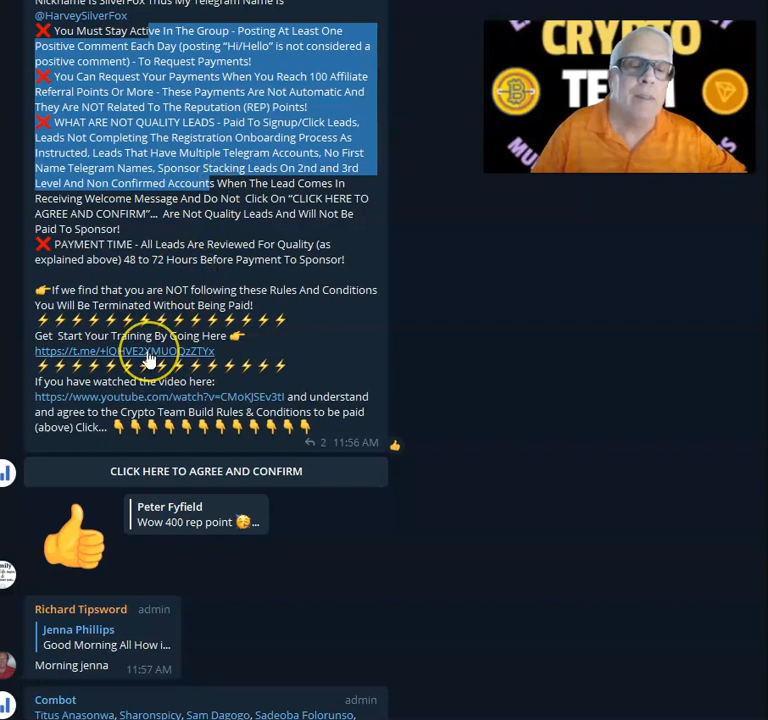 Nickname Is SilverFox Thus My Telegram Name Is
@HarveySilverFox
❌ You Must Stay Active In The Group - Posting At Least One
Positive Comment Each Day (posting "Hi/Hello" is not considered a
positive comment) - To Request Payments!
❌ You Can Request Your Payments When You Reach 100 Affiliate
Referral Points Or More - These Payments Are Not Automatic And
They Are NOT Related To The Reputation (REP) Points!
❌ WHAT ARE NOT QUALITY LEADS - Paid To Signup/Click Leads,
Leads Not Completing The Registration Onboarding Process As
Instructed, Leads That Have Multiple Telegram Accounts, No First
Name Telegram Names, Sponsor Stacking Leads On 2nd and 3rd
Level And Non Confirmed Accounts When The Lead Comes In
Receiving Welcome Message And Do Not Click On "CLICK HERE TO
AGREE AND CONFIRM"... Are Not Quality Leads And Will Not Be
Paid To Sponsor!
❌ PAYMENT TIME - All Leads Are Reviewed For Quality (as
explained above) 48 to 72 Hours Before Payment To Sponsor!
👉If we find that you are NOT following these Rules And Conditions
You Will Be Terminated Without Being Paid!
⚡⚡⚡⚡⚡⚡⚡⚡⚡⚡⚡⚡⚡⚡⚡
Get Start Your Training By Going Here 👉
⚡⚡⚡⚡⚡⚡⚡⚡⚡⚡⚡⚡⚡⚡⚡
If you have watched the video here:
https://www.youtube.com/watch?v=CMoKJSEv3tI and understand
and agree to the Crypto Team Build Rules & Conditions to be paid
(above) Click... 👇👇👇👇👇👇👇👇👇👇👇👇
2 11:56 AM 👍
CLICK HERE TO AGREE AND CONFIRM
Peter Fyfield
Wow 400 rep point 🥳...
Richard Tipsword admin
Jenna Phillips
Good Morning All How i...
Morning jenna 11:57 AM
Combot admin
Titus Anasonwa, Sharonspicy, Sam Dagogo, Sadeoba Folorunso,
CRYPTO